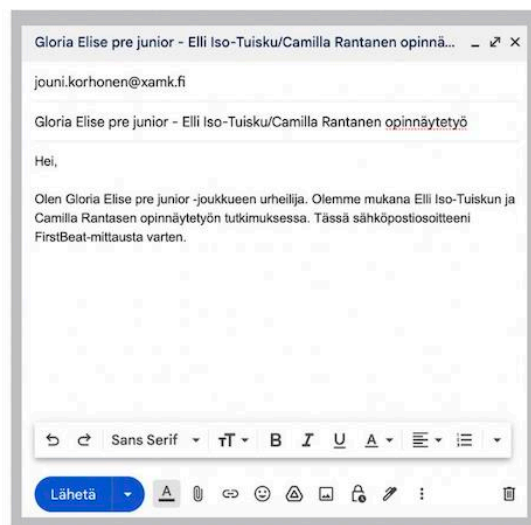 Gloria Elise pre junior - Elli Iso-Tuisku/Camilla Rantanen opinnä...
jouni.korhonen@xamk.fi
Gloria Elise pre junior - Elli Iso-Tuisku/Camilla Rantanen opinnäytetyö
Hei,
Olen Gloria Elise pre junior -joukkueen urheilija. Olemme mukana Elli Iso-Tuiskun ja
Camilla Rantasen opinnäytetyön tutkimuksessa. Tässä sähköpostiosoitteeni
FirstBeat-mittausta varten.
Sans Serif
Lähetä